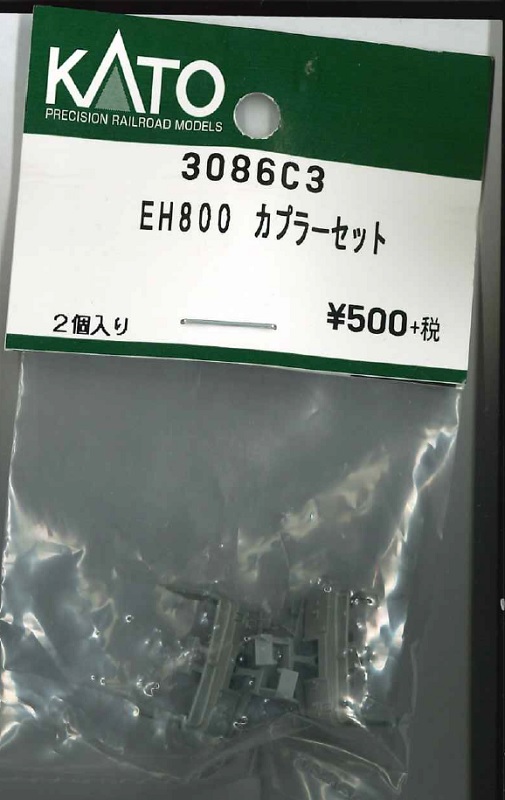 KATO
PRECISION RAILROAD MODELS
3086C3
EH800 カプラーセット
2個入り
¥500+税